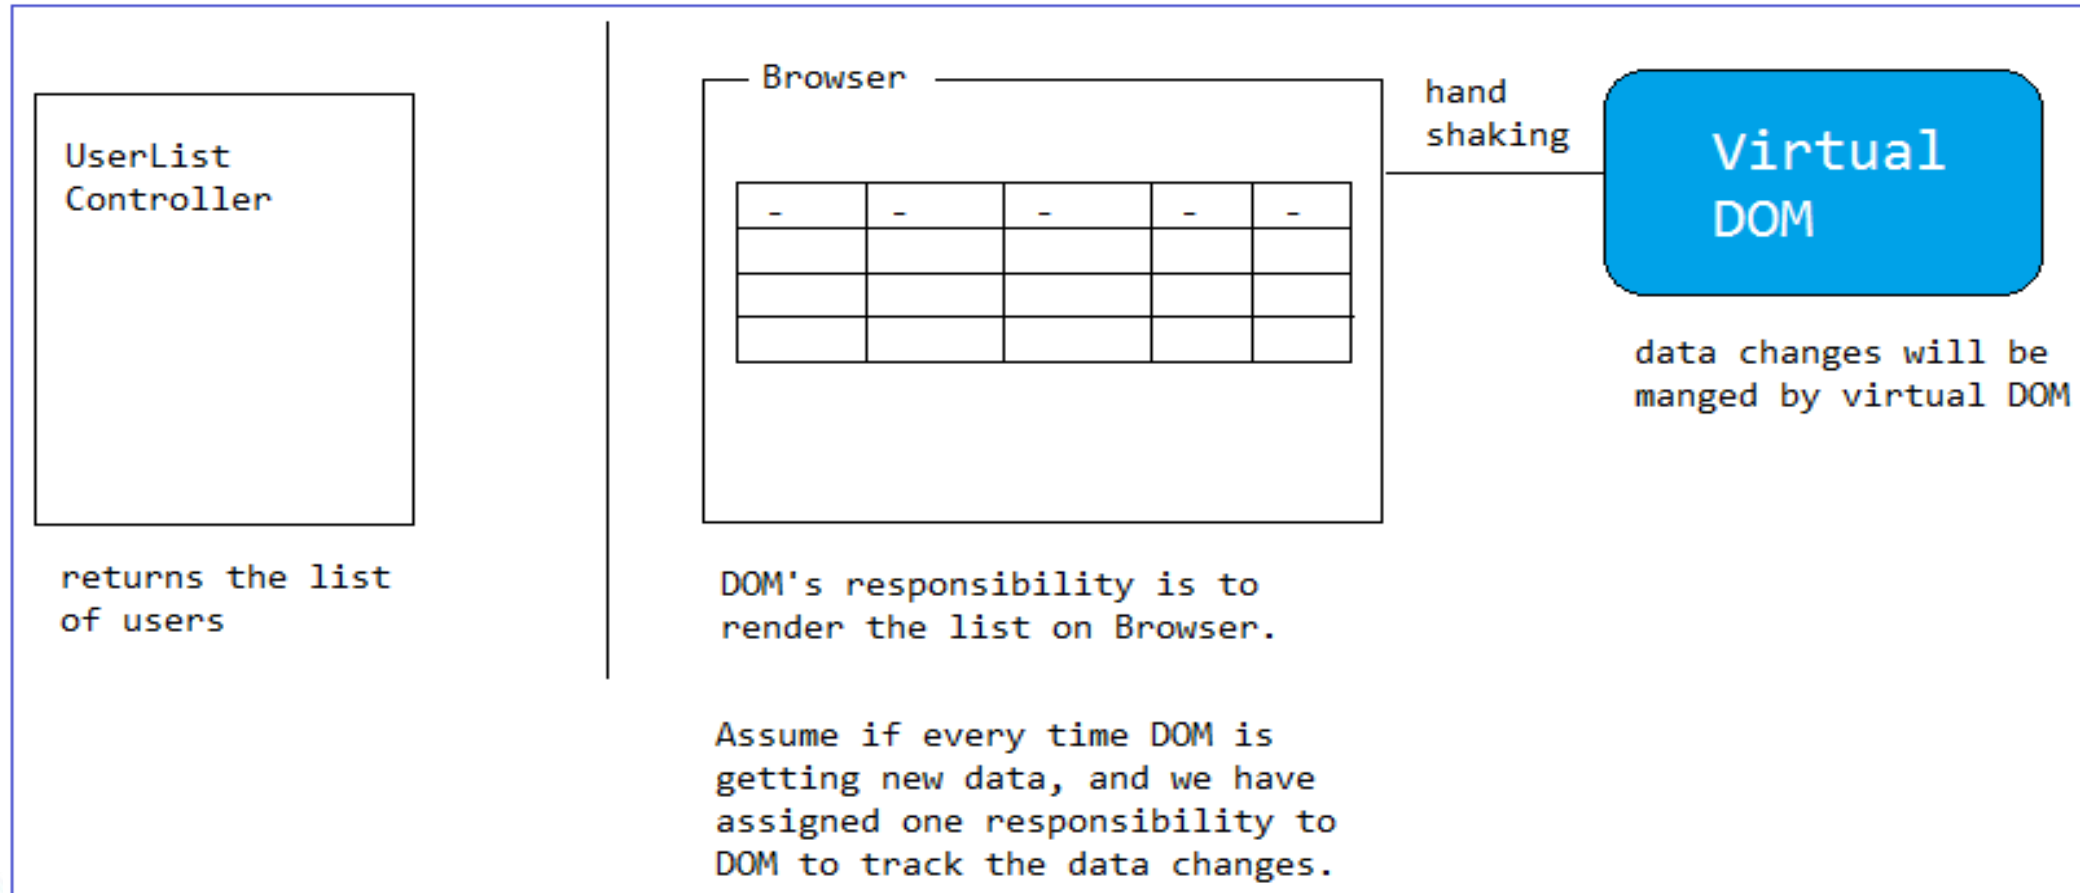 UserList
Controller
returns the list
of users
Browser
- - - - -
DOM's responsibility is to
render the list on Browser.
Assume if every time DOM is
getting new data, and we have
assigned one responsibility to
DOM to track the data changes.
hand
shaking
Virtual
DOM
data changes will be
manged by virtual DOM